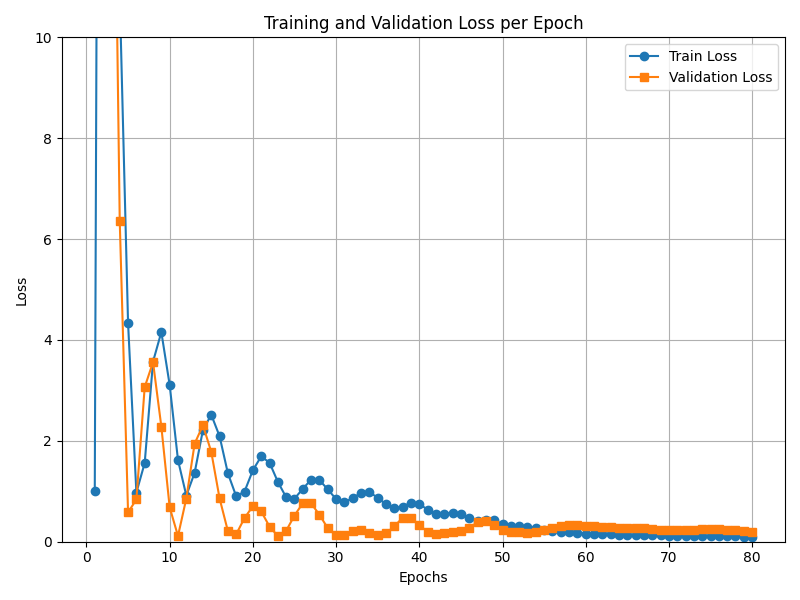 Training and Validation Loss per Epoch
Train Loss
Validation Loss
10
8
6
4
2
0
Loss
0 10 20 30 40 50 60 70 80
Epochs